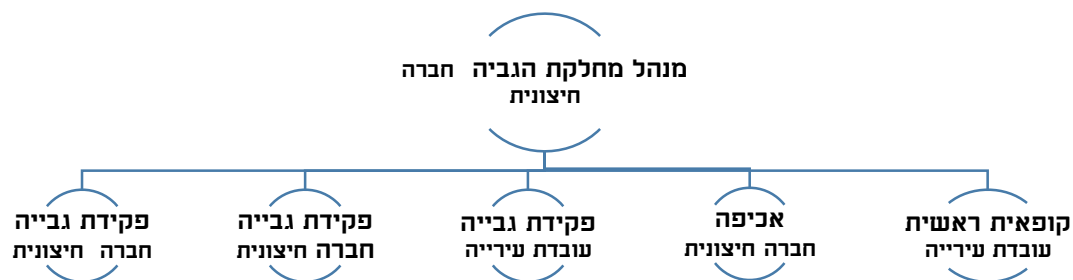 מנהל מחלקת הגביה חברה
חיצונית
קופאית ראשית
עובדת עירייה
אכיפה
חברה חיצונית
פקידת גבייה
עובדת עירייה
פקידת גבייה
חברה חיצונית
פקידת גבייה
חברה חיצונית